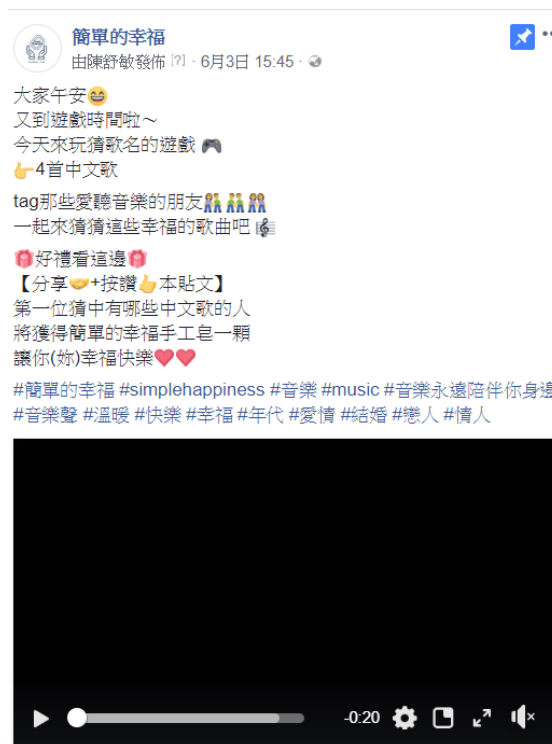 簡單的幸福
由陳舒敏發佈 [?] · 6月3日 15:45 ·
大家午安😁
又到遊戲時間啦～
今天來玩猜歌名的遊戲 🎮
👉4首中文歌
tag那些愛聽音樂的朋友👫👬👭
一起來猜猜這些幸福的歌曲吧 🎼
🎁好禮看這邊🎁
【分享🤝+按讚👍本貼文】
第一位猜中有哪些中文歌的人
將獲得簡單的幸福手工皂一顆
讓你(妳)幸福快樂❤️❤️
#簡單的幸福 #simplehappiness #音樂 #music #音樂永遠陪伴你身邊
#音樂聲 #溫暖 #快樂 #幸福 #年代 #愛情 #結婚 #戀人 #情人
-0:20